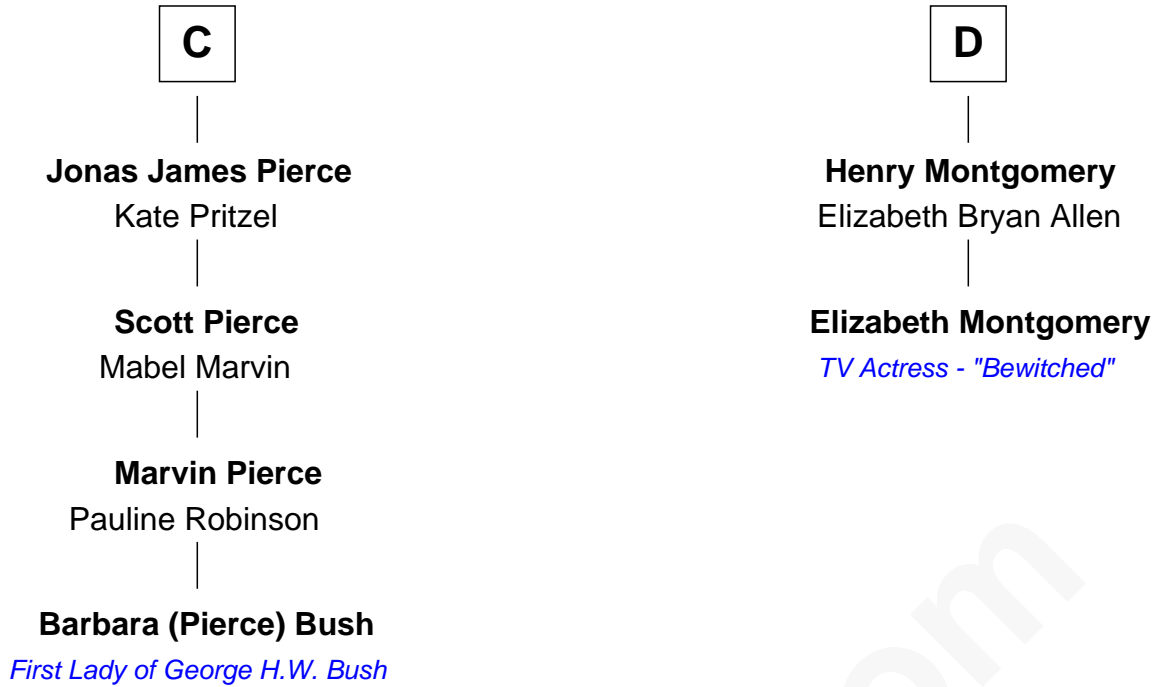 C
Jonas James Pierce
Kate Pritzel
Scott Pierce
Mabel Marvin
Marvin Pierce
Pauline Robinson
Barbara (Pierce) Bush
First Lady of George H.W. Bush
D
Henry Montgomery
Elizabeth Bryan Allen
Elizabeth Montgomery
TV Actress - "Bewitched"
om